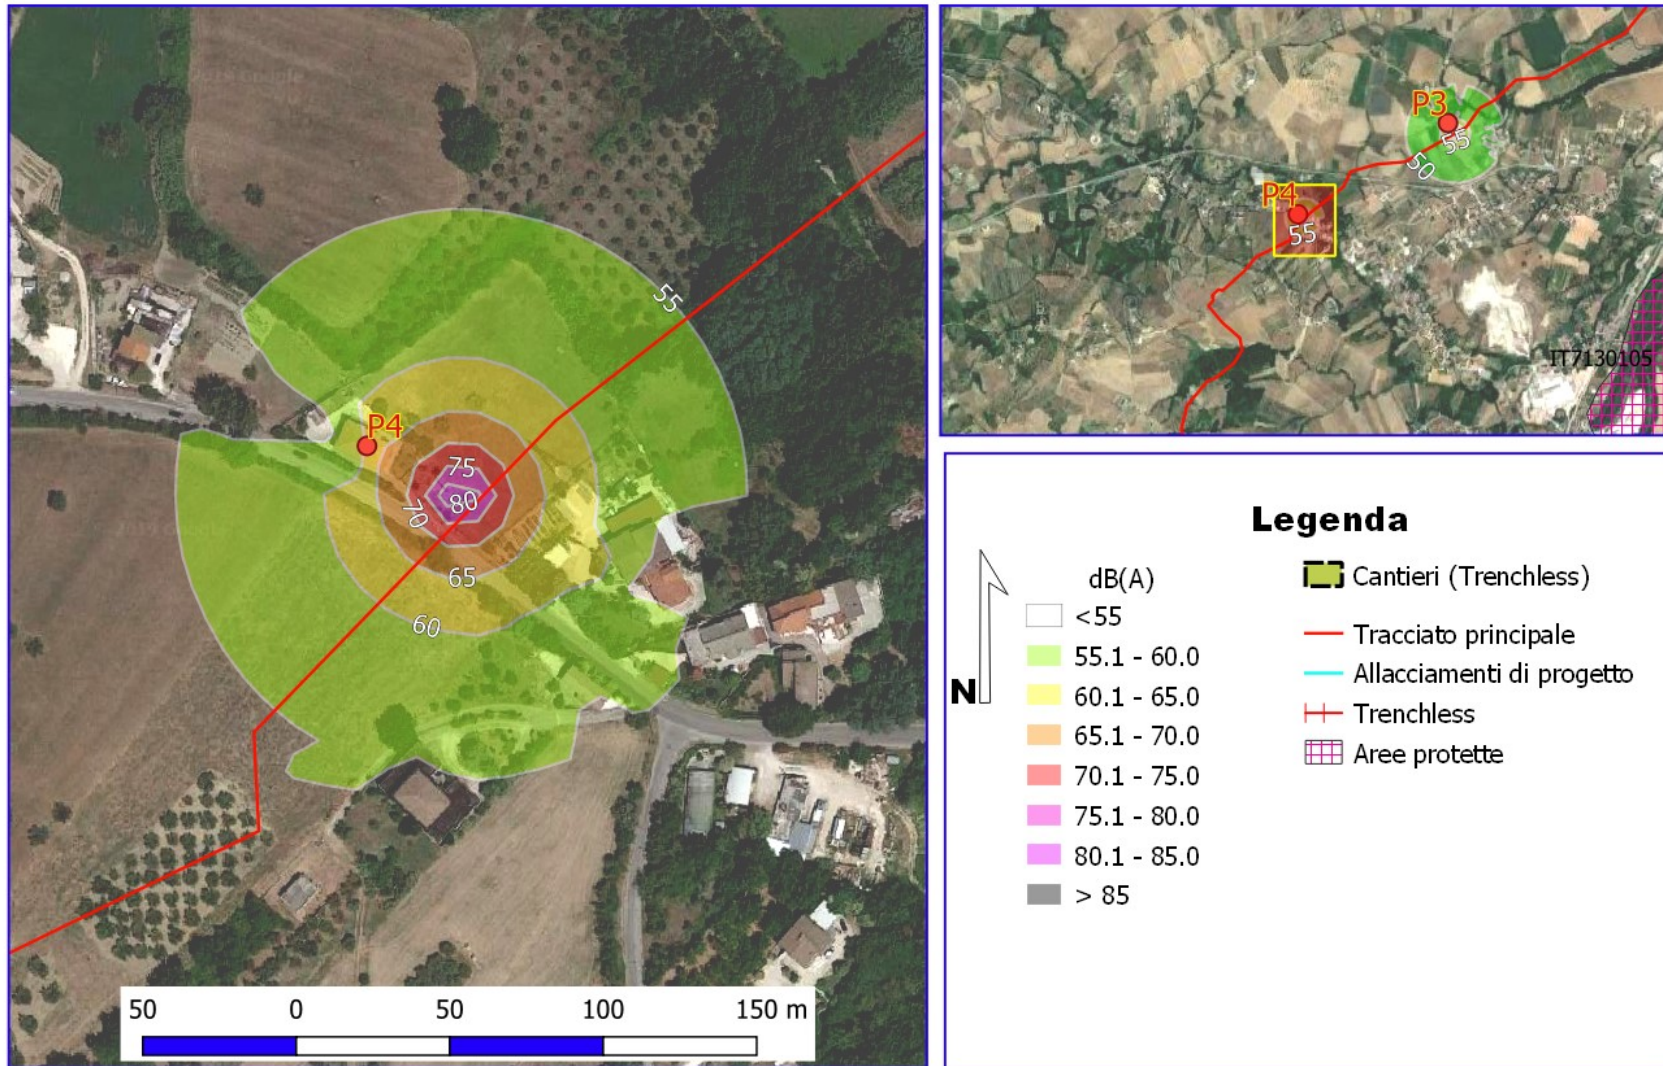 55
P4
75
80
70
65
60
50 0 50 100 150 m
P3
55
50
P4
55
IT7130105
Legenda
N
dB(A)
<55
55.1 - 60.0
60.1 - 65.0
65.1 - 70.0
70.1 - 75.0
75.1 - 80.0
80.1 - 85.0
> 85
Cantieri (Trenchless)
Tracciato principale
Allacciamenti di progetto
Trenchless
Aree protette